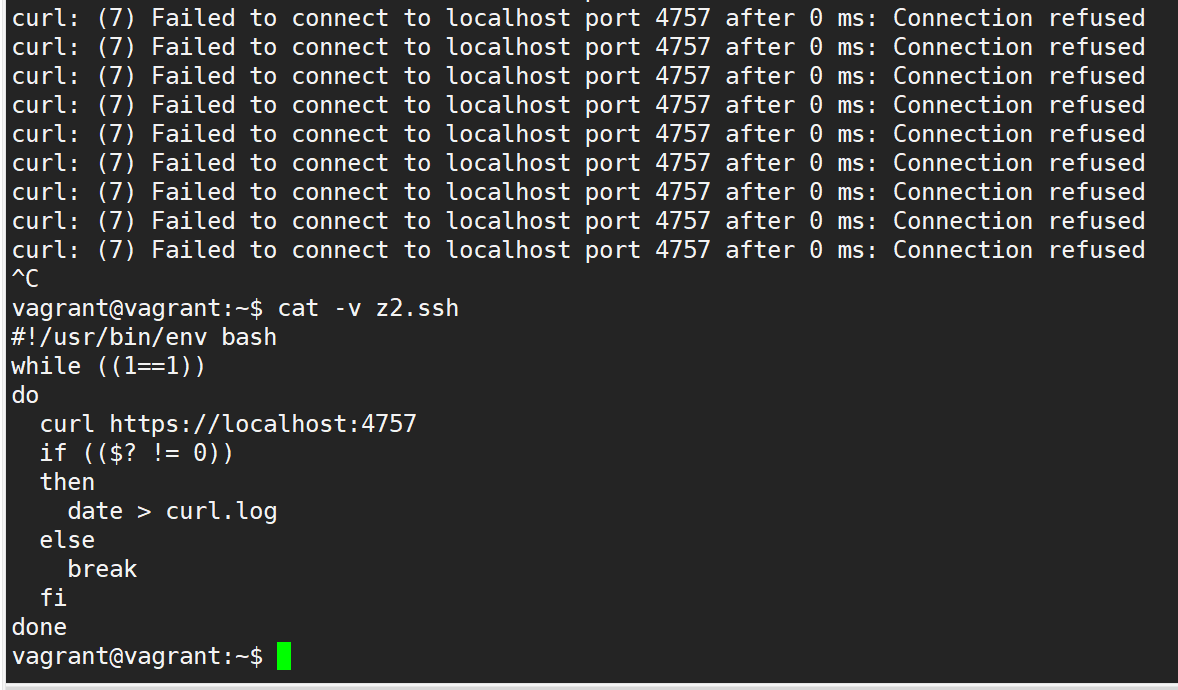 curl: (7) Failed to connect to localhost port 4757 after 0 ms: Connection refused
curl: (7) Failed to connect to localhost port 4757 after 0 ms: Connection refused
curl: (7) Failed to connect to localhost port 4757 after 0 ms: Connection refused
curl: (7) Failed to connect to localhost port 4757 after 0 ms: Connection refused
curl: (7) Failed to connect to localhost port 4757 after 0 ms: Connection refused
curl: (7) Failed to connect to localhost port 4757 after 0 ms: Connection refused
curl: (7) Failed to connect to localhost port 4757 after 0 ms: Connection refused
curl: (7) Failed to connect to localhost port 4757 after 0 ms: Connection refused
curl: (7) Failed to connect to localhost port 4757 after 0 ms: Connection refused
^C
vagrant@vagrant:~$ cat -v z2.ssh
#!/usr/bin/env bash
while ((1==1))
do
  curl https://localhost:4757
  if (($? != 0))
  then
    date > curl.log
  else
    break
  fi
done
vagrant@vagrant:~$